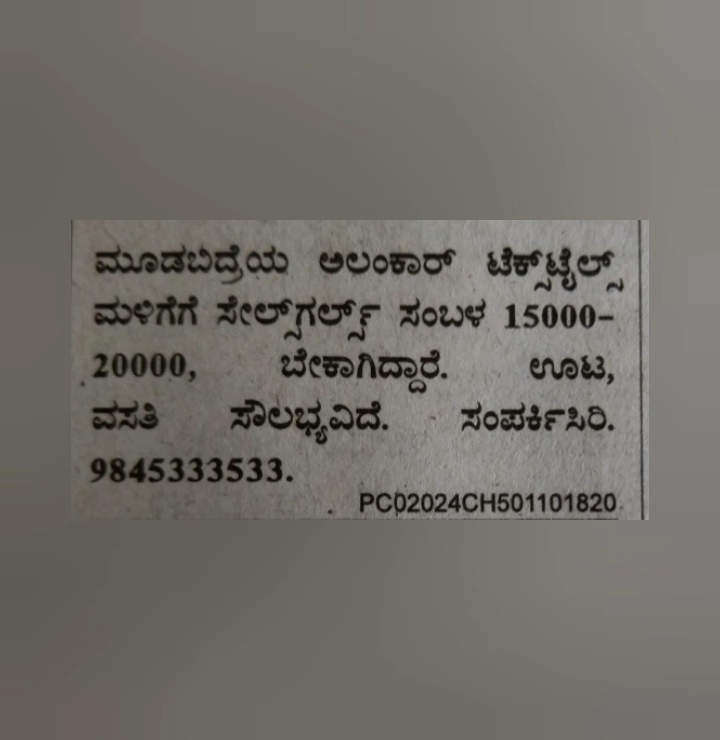 ಮೂಡಬಿದ್ರೆಯ ಅಲಂಕಾರ್ ಟೆಕ್ಸ್‌ಟೈಲ್ಸ್
ಮಳಿಗೆಗೆ ಸೇಲ್ಸ್‌ಗರ್ಲ್ಸ್ ಸಂಬಳ 15000-
20000, ಬೇಕಾಗಿದ್ದಾರೆ. ಊಟ,
ವಸತಿ ಸೌಲಭ್ಯವಿದೆ. ಸಂಪರ್ಕಿಸಿರಿ.
9845333533.
PC02024CH501101820